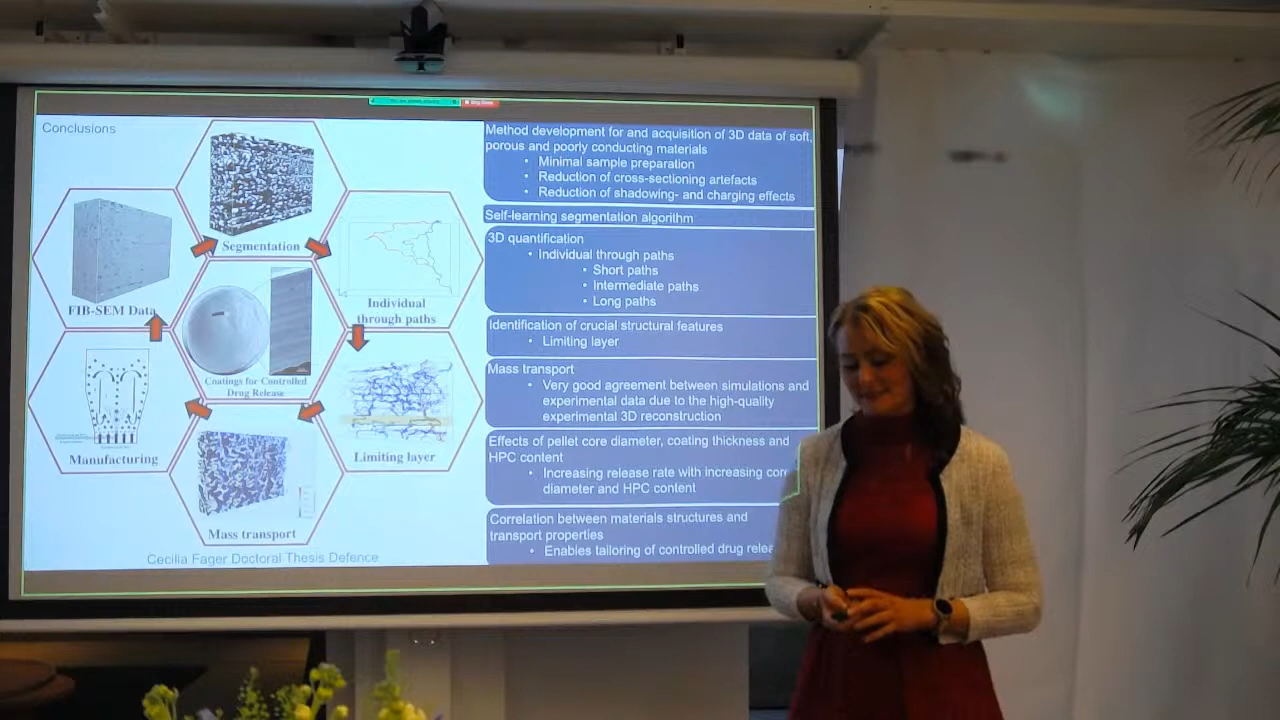 Conclusions
Segmentation
FIB-SEM Data
Individual
through paths
Coatings for Controlled
Drug Release
Manufacturing
Limiting layer
Mass transport
Cecilia Fager Doctoral Thesis Defence
Method development for and acquisition of 3D data of soft,
porous and poorly conducting materials
• Minimal sample preparation
• Reduction of cross-sectioning artefacts
• Reduction of shadowing- and charging effects
Self-learning segmentation algorithm
3D quantification
• Individual through paths
• Short paths
• Intermediate paths
• Long paths
Identification of crucial structural features
• Limiting layer
Mass transport
• Very good agreement between simulations and
experimental data due to the high-quality
experimental 3D reconstruction
Effects of pellet core diameter, coating thickness and
HPC content
• Increasing release rate with increasing core
diameter and HPC content
Correlation between materials structures and
transport properties
• Enables tailoring of controlled drug relea